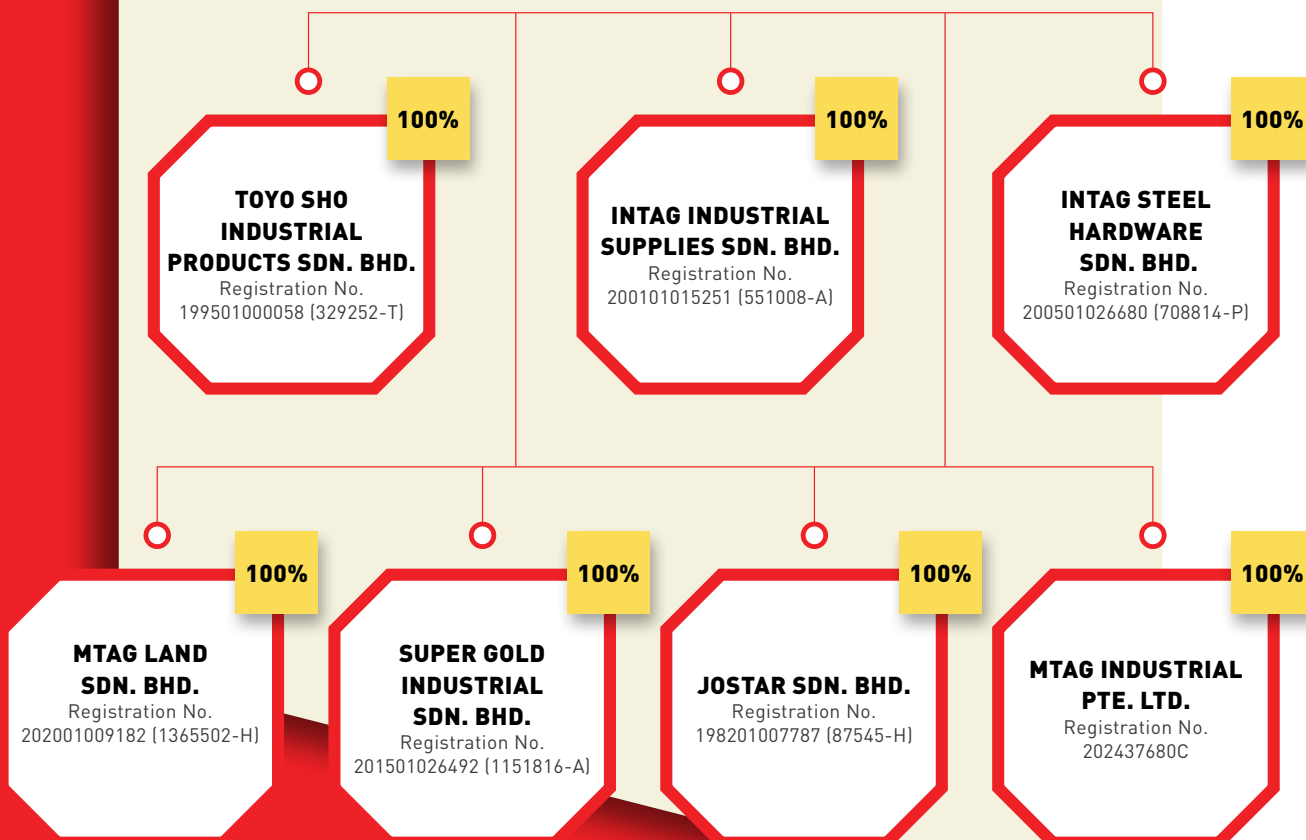 100%
TOYO SHO
INDUSTRIAL
PRODUCTS SDN. BHD.
Registration No.
199501000058 (329252-T)
100%
INTAG INDUSTRIAL
SUPPLIES SDN. BHD.
Registration No.
200101015251 (551008-A)
100%
INTAG STEEL
HARDWARE
SDN. BHD.
Registration No.
200501026680 (708814-P)
100%
MTAG LAND
SDN. BHD.
Registration No.
202001009182 (1365502-H)
100%
SUPER GOLD
INDUSTRIAL
SDN. BHD.
Registration No.
201501026492 (1151816-A)
100%
JOSTAR SDN. BHD.
Registration No.
198201007787 (87545-H)
100%
MTAG INDUSTRIAL
PTE. LTD.
Registration No.
202437680C